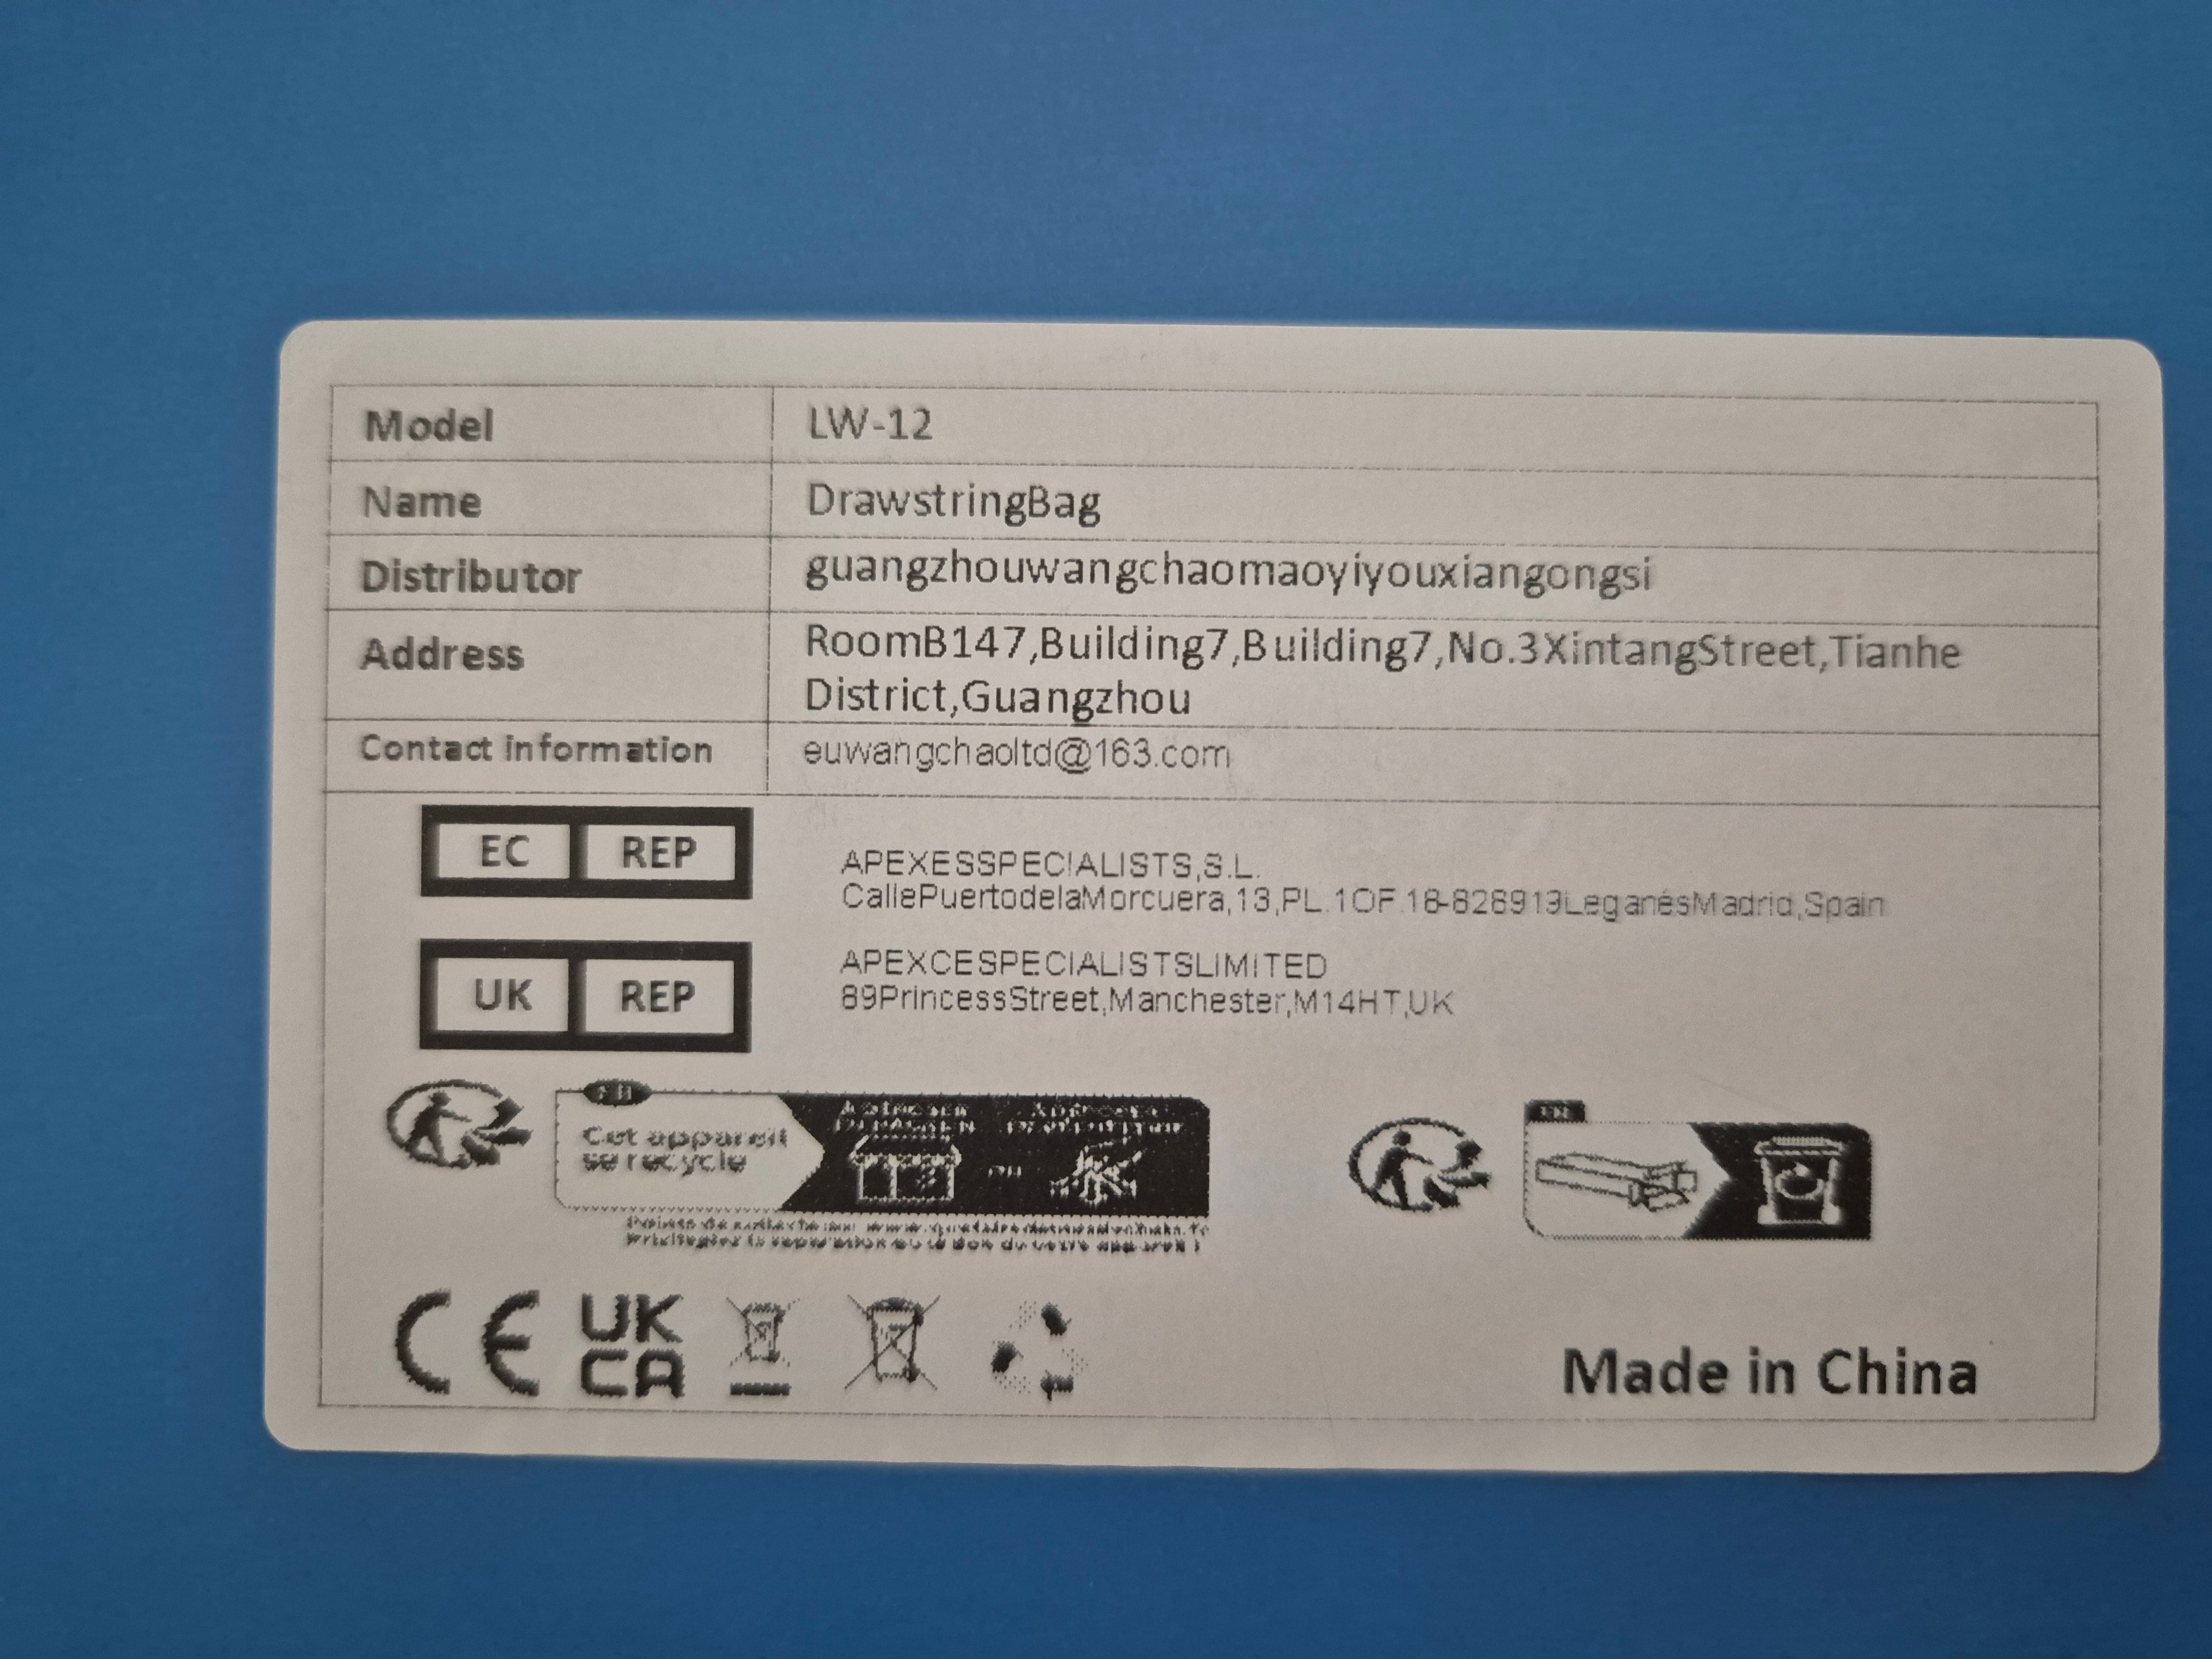 Model LW-12
Name DrawstringBag
Distributor guangzhouwangchaomaoyiyouxiangongsi
Address RoomB147,Building7,Building7,No.3XintangStreet,Tianhe
District,Guangzhou
Contact information euwangchaoltd@163.com
EC REP
APEXESSPECIALISTS,S.L.
CallePuertodelaMorcuera,13,PL.1OF.18-828919LeganésMadrid,Spain
UK REP
APEXCESPECIALISTSLIMITED
89PrincessStreet,Manchester,M14HT,UK
Cet appareil
se recycle
CE UK
CA
Made in China